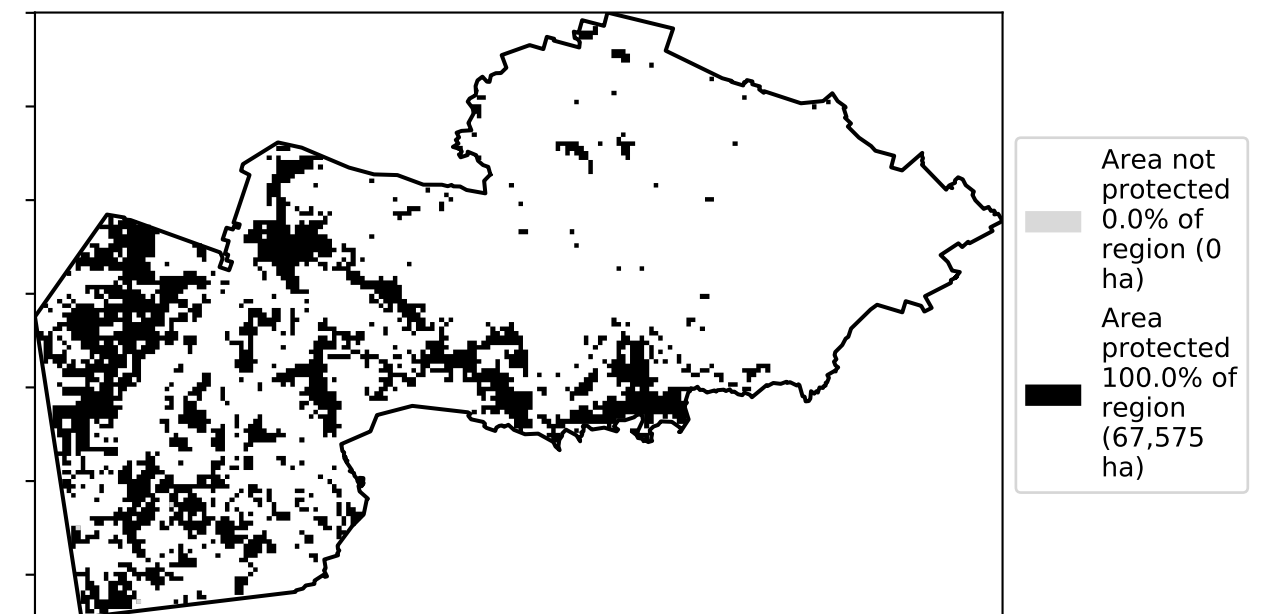 Area not
protected
0.0% of
region (0
ha)
Area
protected
100.0% of
region
(67,575
ha)